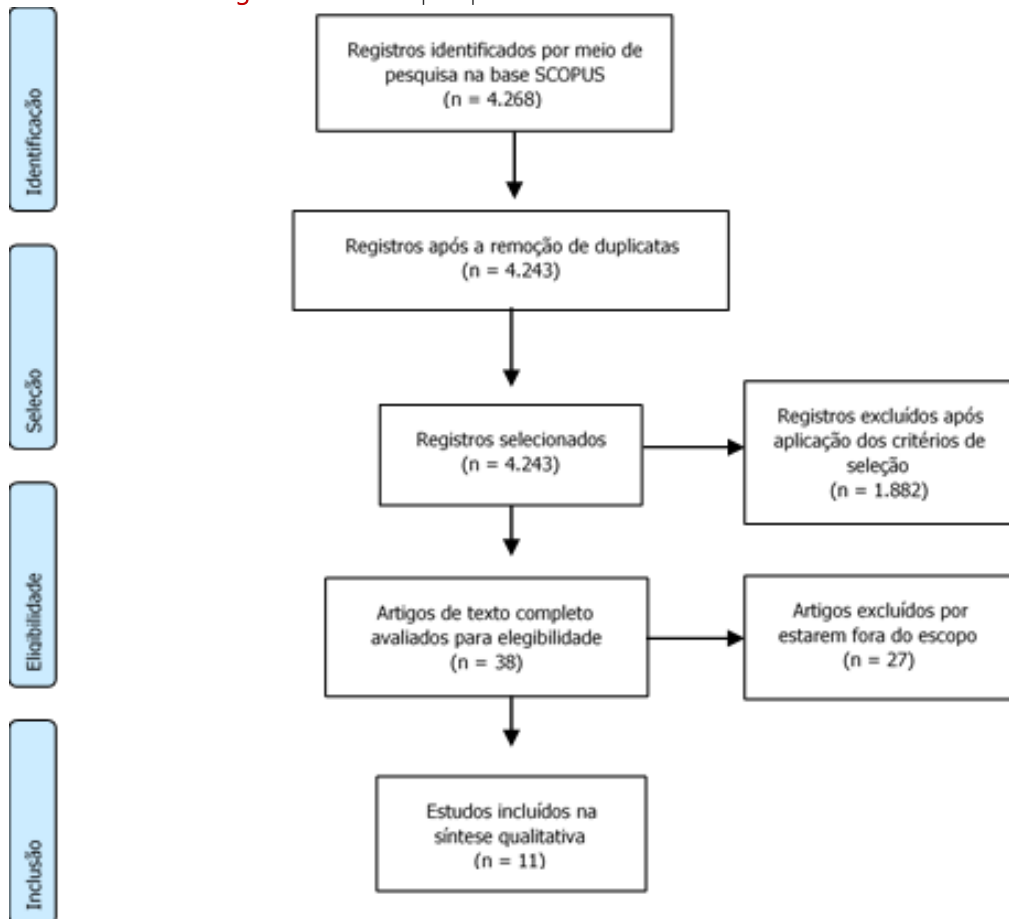 Identificação
Registros identificados por meio de
pesquisa na base SCOPUS
(n = 4.268)
Registros após a remoção de duplicatas
(n = 4.243)
Seleção
Registros selecionados
(n = 4.243)
Registros excluídos após
aplicação dos critérios de
seleção
(n = 1.882)
Eligibilidade
Artigos de texto completo
avaliados para elegibilidade
(n = 38)
Artigos excluídos por
estarem fora do escopo
(n = 27)
Inclusão
Estudos incluídos na
síntese qualitativa
(n = 11)